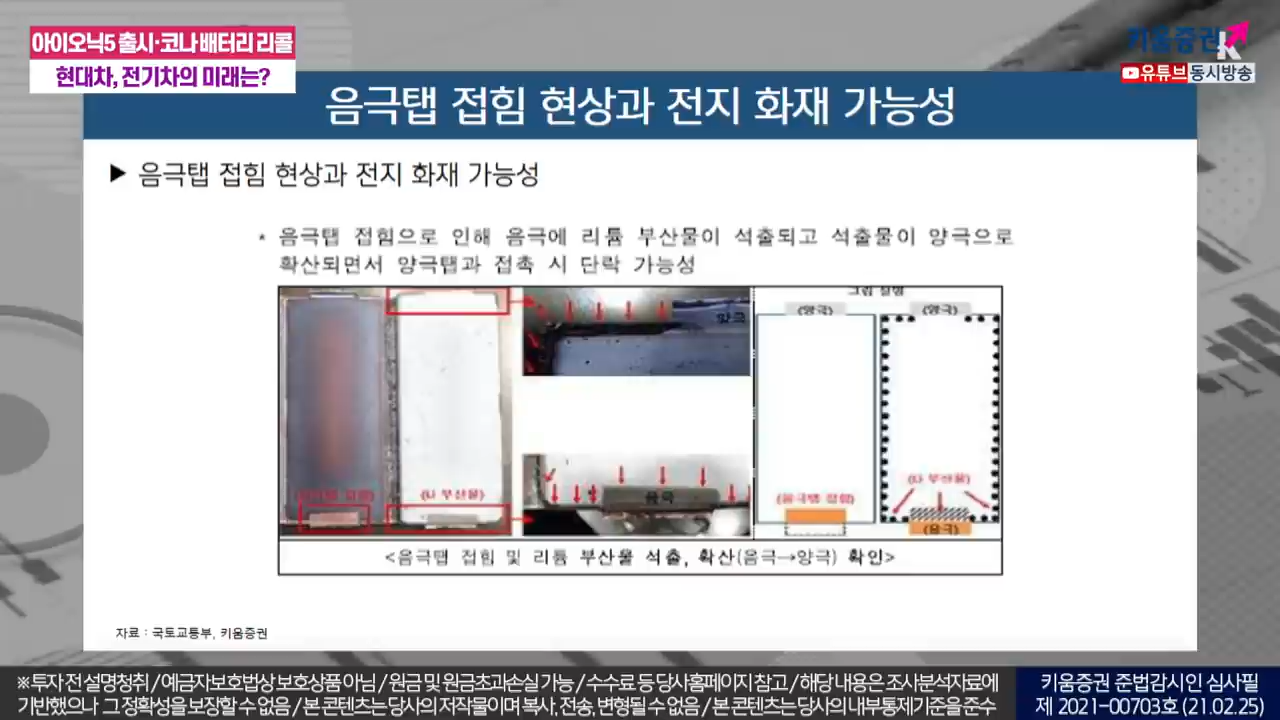 아이오닉5 출시·코나 배터리 리콜
현대차, 전기차의 미래는?
키움증권
유튜브동시방송
음극탭 접힘 현상과 전지 화재 가능성
▶ 음극탭 접힘 현상과 전지 화재 가능성
* 음극탭 접힘으로 인해 음극에 리튬 부산물이 석출되고 석출물이 양극으로
확산되면서 양극탭과 접촉 시 단락 가능성
그림 설명
양극
(양극)
(양극)
(음극탭 접힘)
(Li 부산물)
음극
(음극탭 접힘)
(Li 부산물)
(음극)
<음극탭 접힘 및 리튬 부산물 석출, 확산(음극→양극) 확인>
자료 : 국토교통부, 키움증권
※ 투자 전 설명청취 / 예금자보호법상 보호상품 아님 / 원금 및 원금초과손실 가능 / 수수료 등 당사홈페이지 참고 / 해당 내용은 조사분석자료에
기반했으나 그 정확성을 보장할 수 없음 / 본 콘텐츠는 당사의 저작물이며 복사, 전송, 변형될 수 없음 / 본 콘텐츠는 당사의 내부통제기준을 준수
키움증권 준법감시인 심사필
제 2021-00703호 (21.02.25)